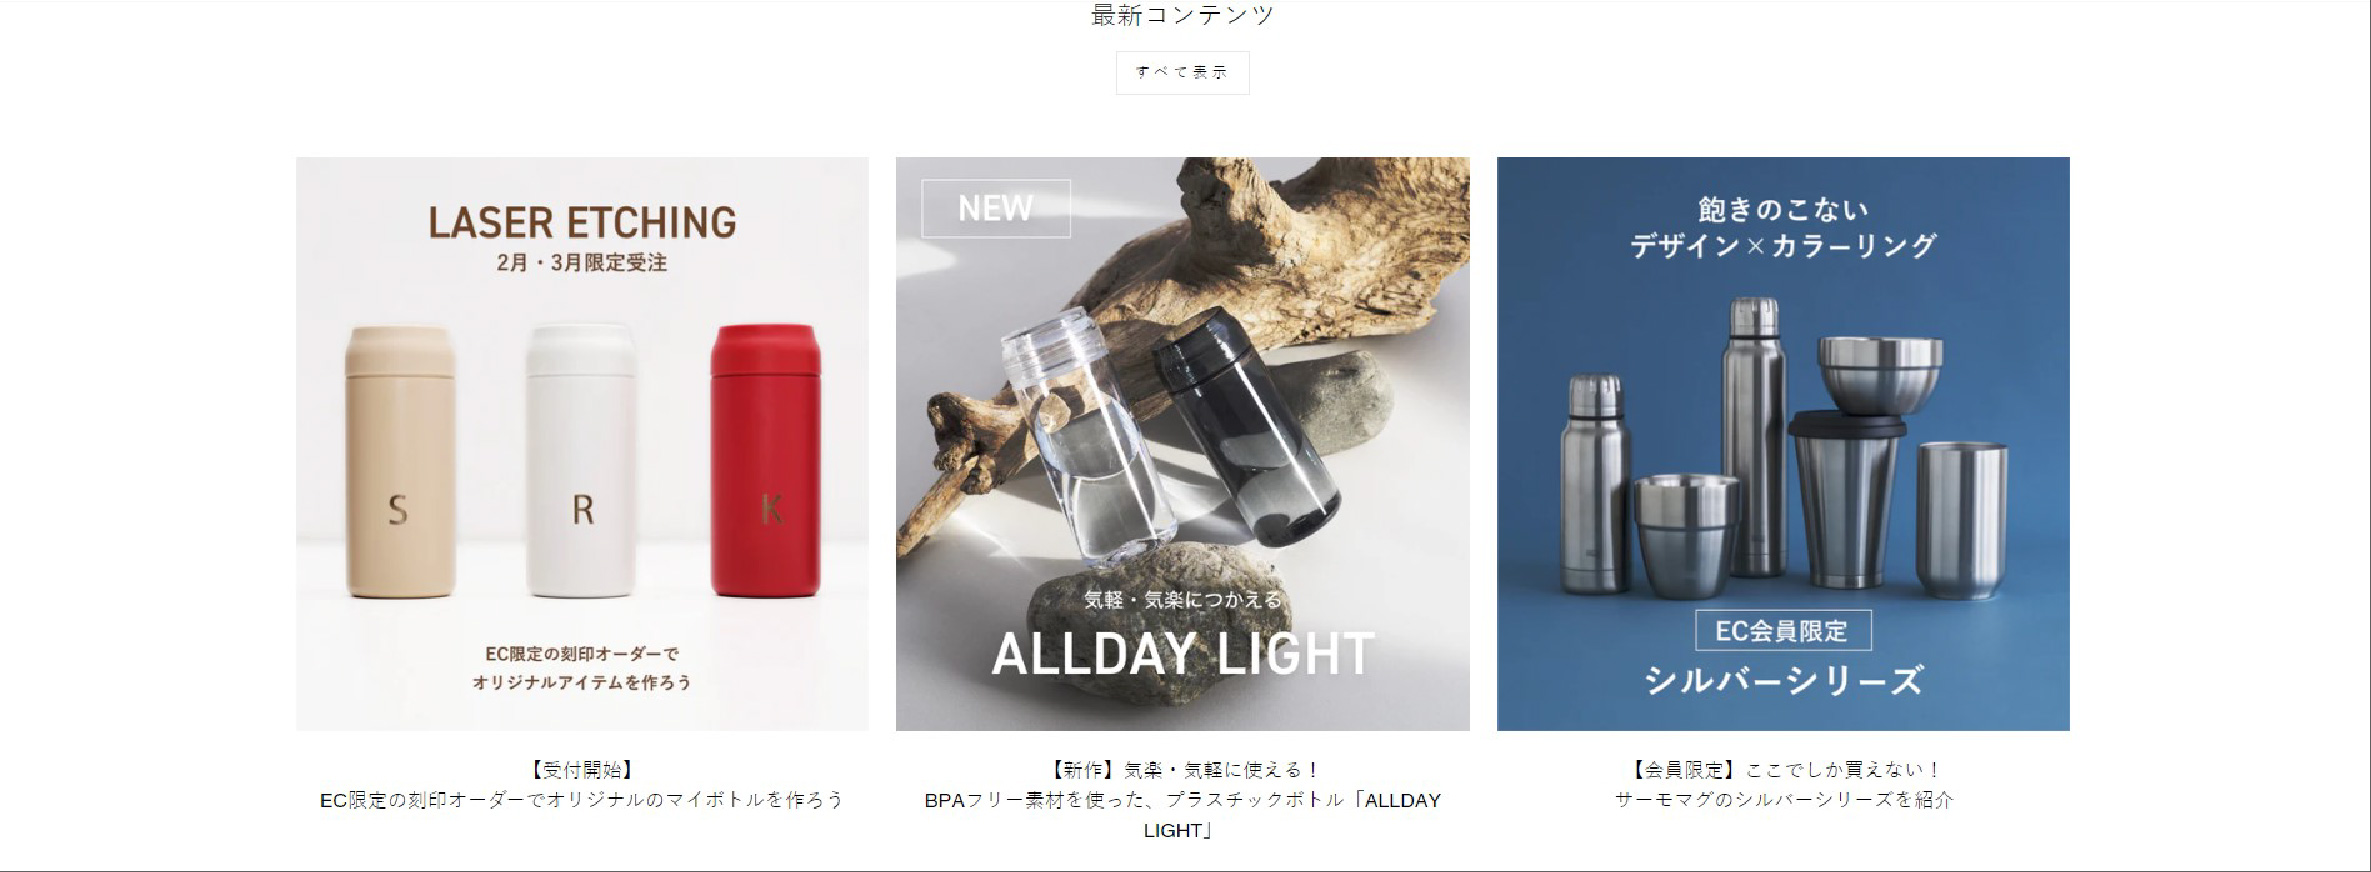 最新コンテンツ
すべて表示
LASER ETCHING
2月・3月限定受注
S
R
K
EC限定の刻印オーダーで
オリジナルアイテムを作ろう
【受付開始】
EC限定の刻印オーダーでオリジナルのマイボトルを作ろう
NEW
気軽・気楽につかえる
ALLDAY LIGHT
【新作】気楽・気軽に使える！
BPAフリー素材を使った、プラスチックボトル「ALLDAY
LIGHT」
飽きのこない
デザイン×カラーリング
EC会員限定
シルバーシリーズ
【会員限定】ここでしか買えない！
サーモマグのシルバーシリーズを紹介